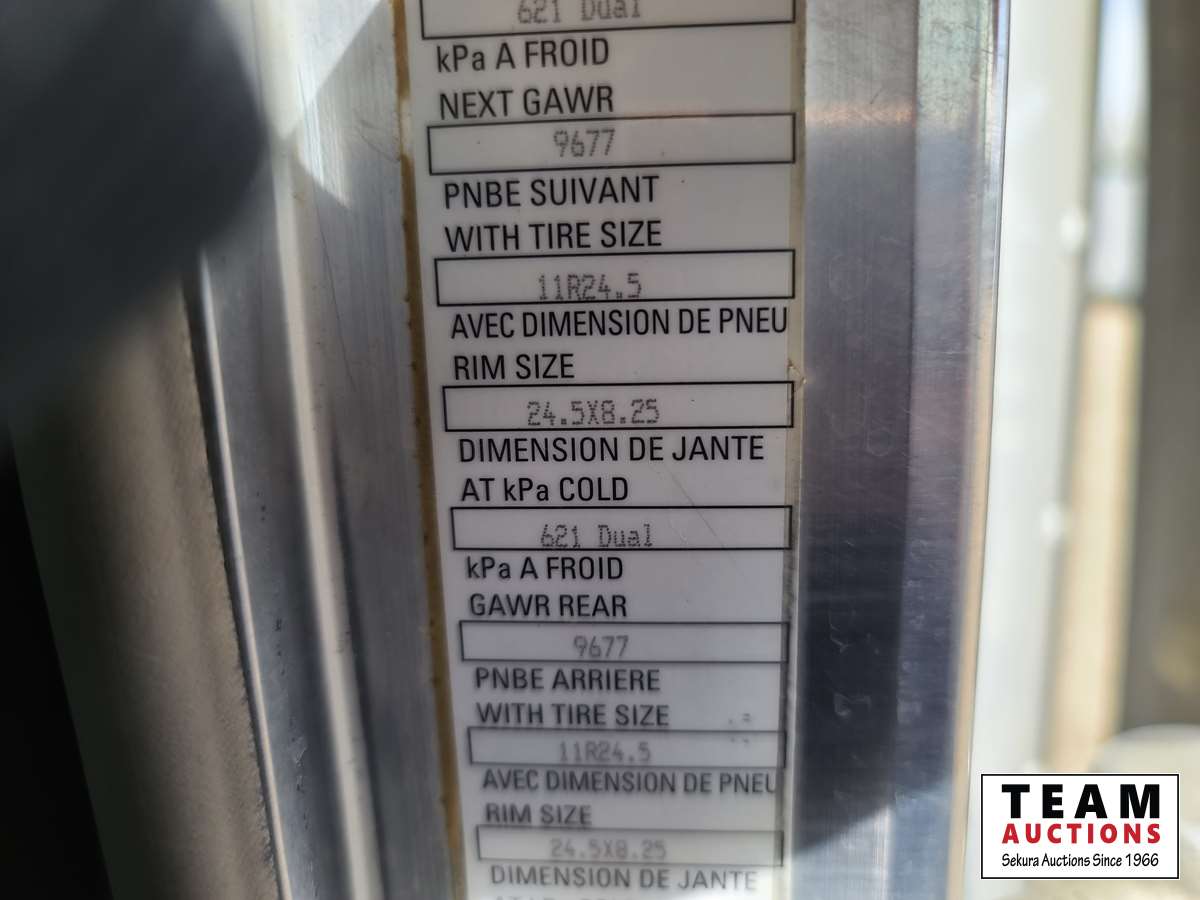 621 Dual
kPa A FROID
NEXT GAWR
9677
PNBE SUIVANT
WITH TIRE SIZE
11R24.5
AVEC DIMENSION DE PNEU
RIM SIZE
24.5X8.25
DIMENSION DE JANTE
AT kPa COLD
621 Dual
kPa A FROID
GAWR REAR
9677
PNBE ARRIERE
WITH TIRE SIZE
11R24.5
AVEC DIMENSION DE PNEU
RIM SIZE
24.5X8.25
DIMENSION DE JANTE
TEAM
AUCTIONS
Sekura Auctions Since 1966